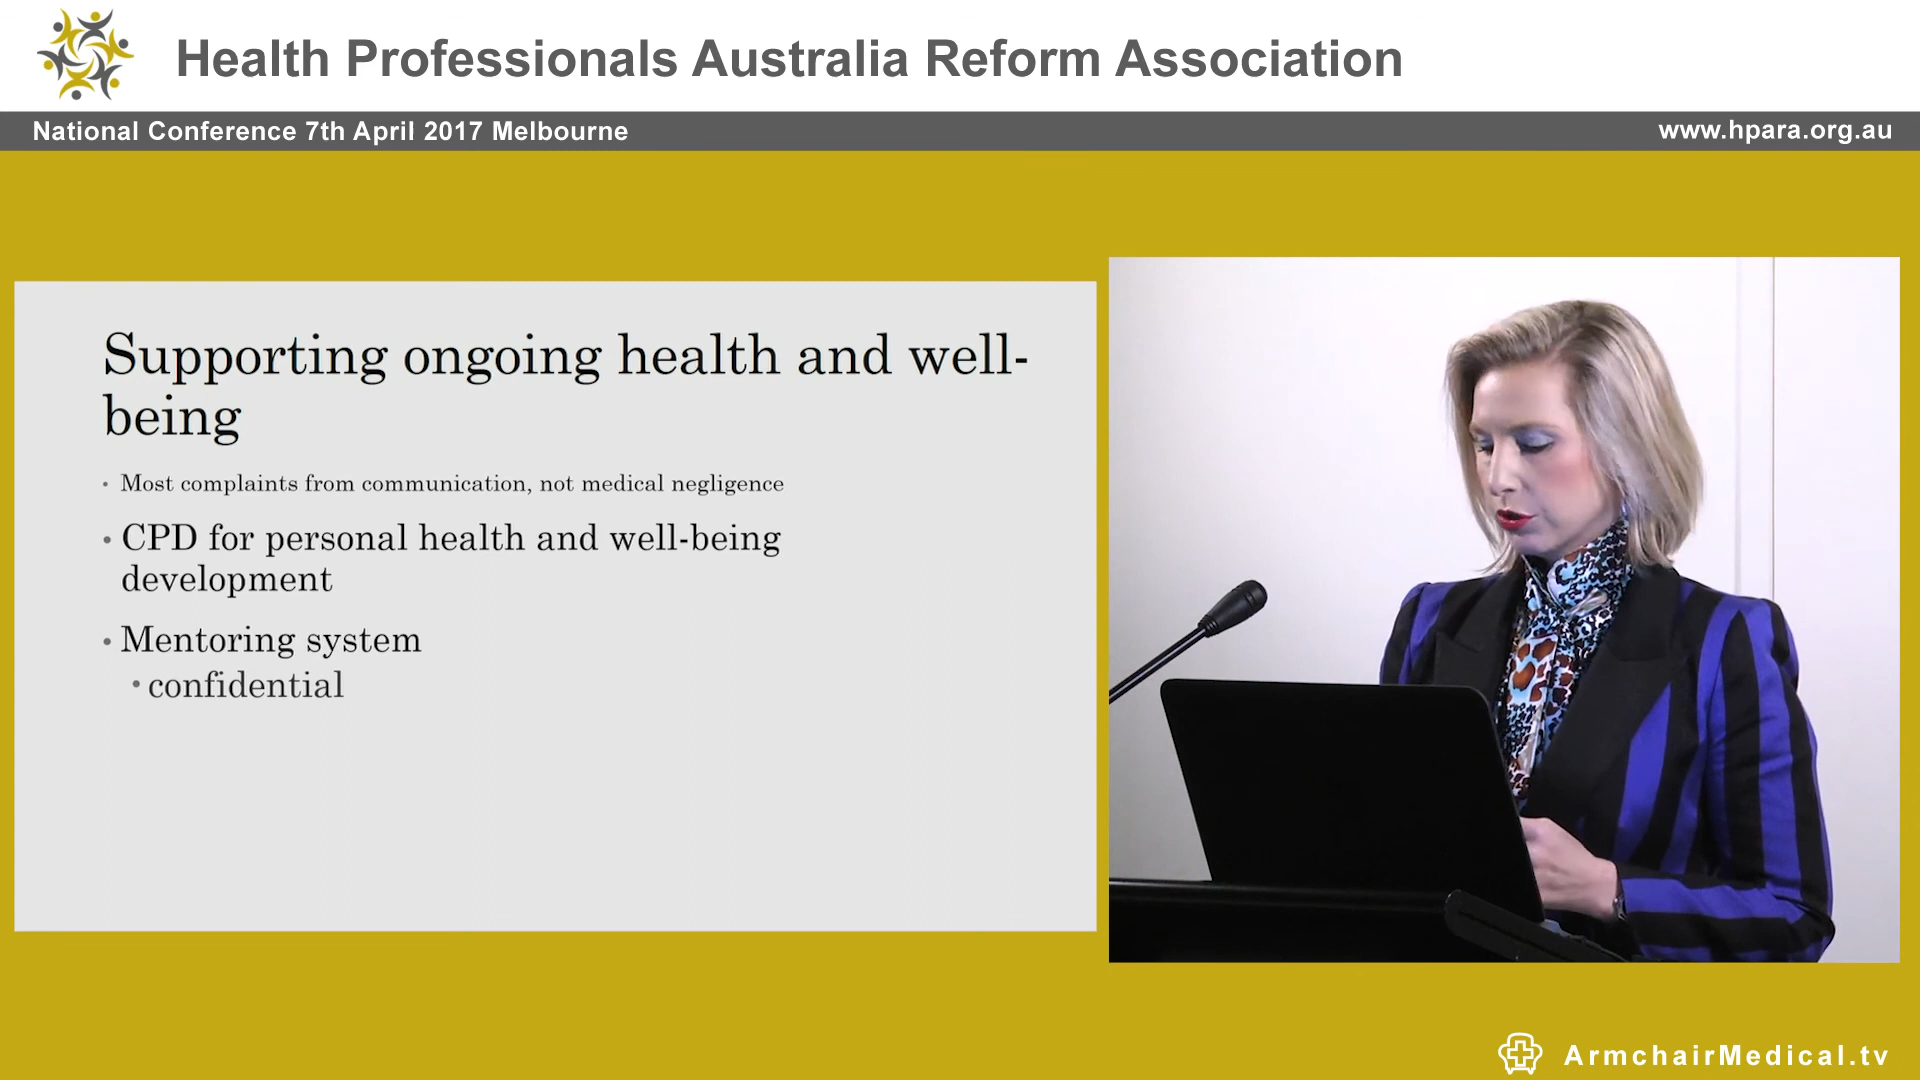 Health Professionals Australia Reform Association
National Conference 7th April 2017 Melbourne
www.hpara.org.au
Supporting ongoing health and well-
being
• Most complaints from communication, not medical negligence
• CPD for personal health and well-being
development
• Mentoring system
• confidential
ArmchairMedical.tv